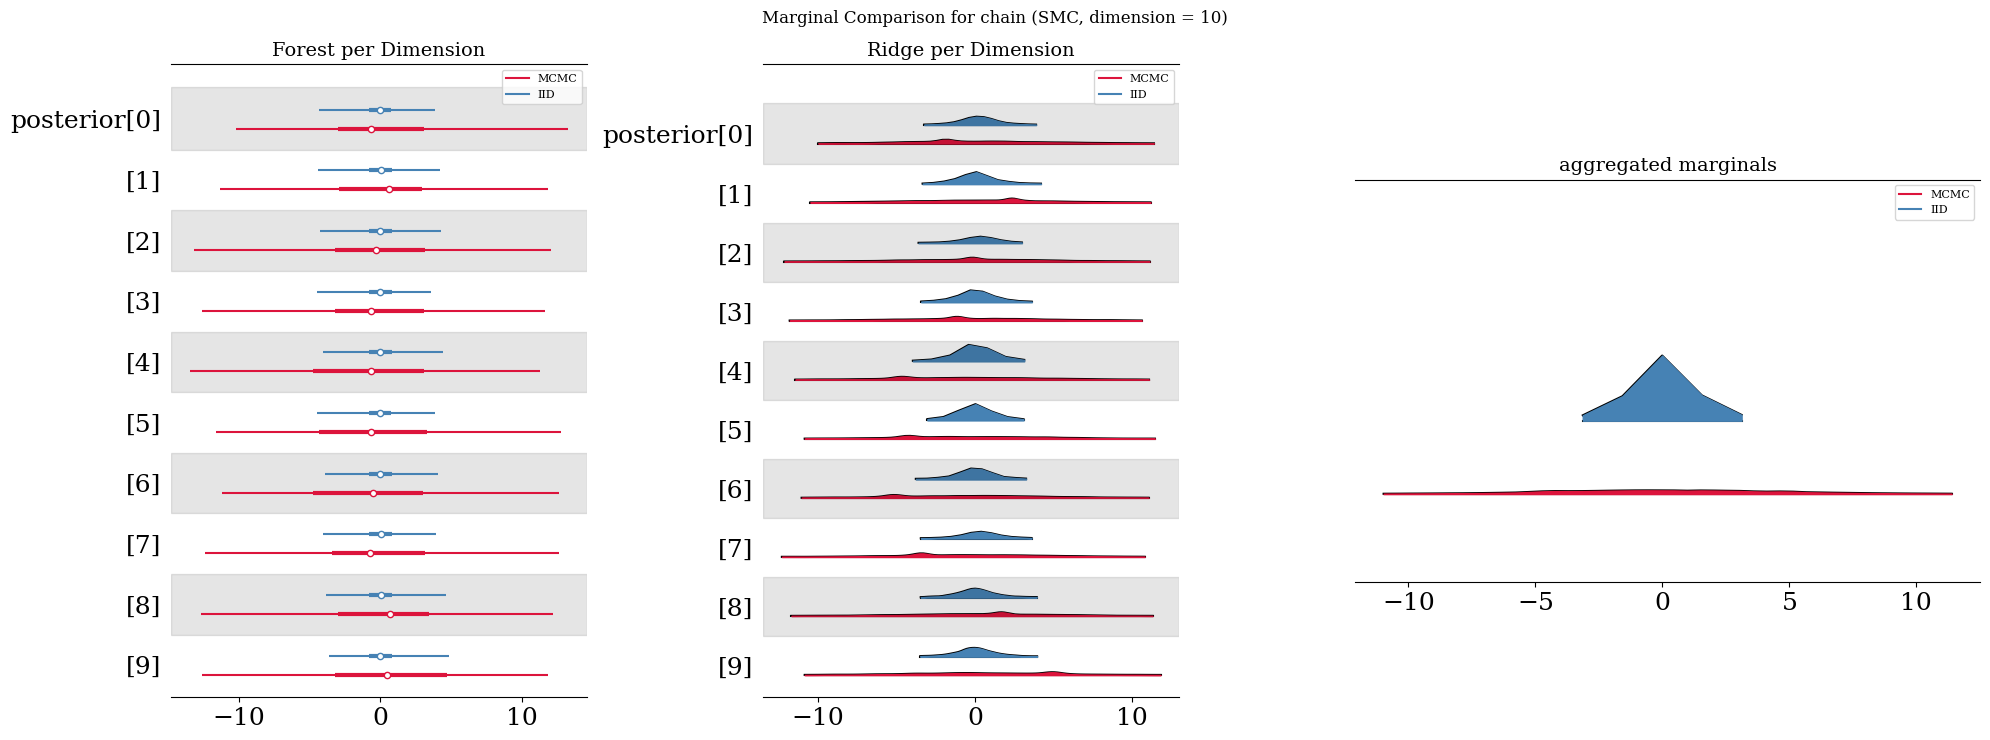 Marginal Comparison for chain (SMC, dimension = 10)
Forest per Dimension
MCMC
IID
posterior[0]
[1]
[2]
[3]
[4]
[5]
[6]
[7]
[8]
[9]
−10 0 10
Ridge per Dimension
MCMC
IID
posterior[0]
[1]
[2]
[3]
[4]
[5]
[6]
[7]
[8]
[9]
−10 0 10
aggregated marginals
MCMC
IID
−10 −5 0 5 10